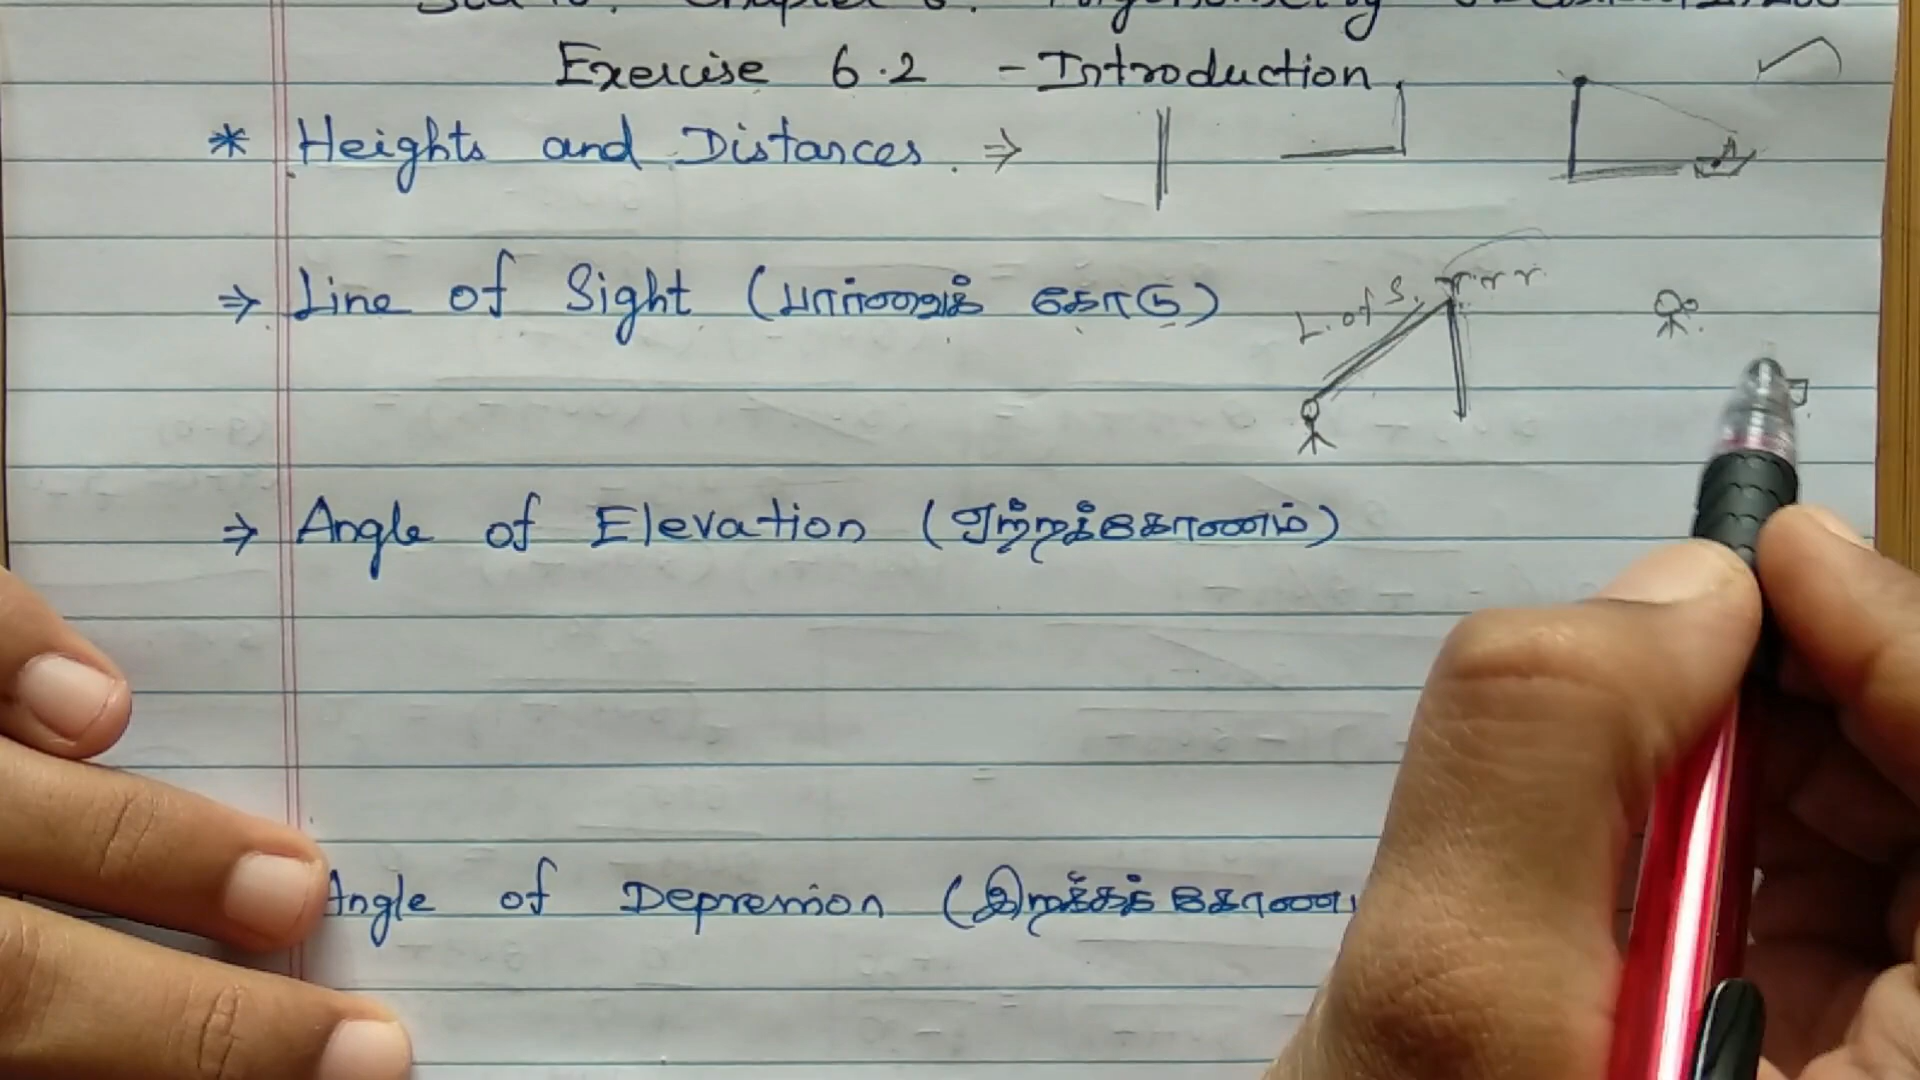 Exercise 6.2 - Introduction
* Heights and Distances. ⇒
⇒ Line of Sight (பார்வைக் கோடு)
L. of S.
⇒ Angle of Elevation (ஏற்றக்கோணம்)
Angle of Depression (இறக்கக் கோண